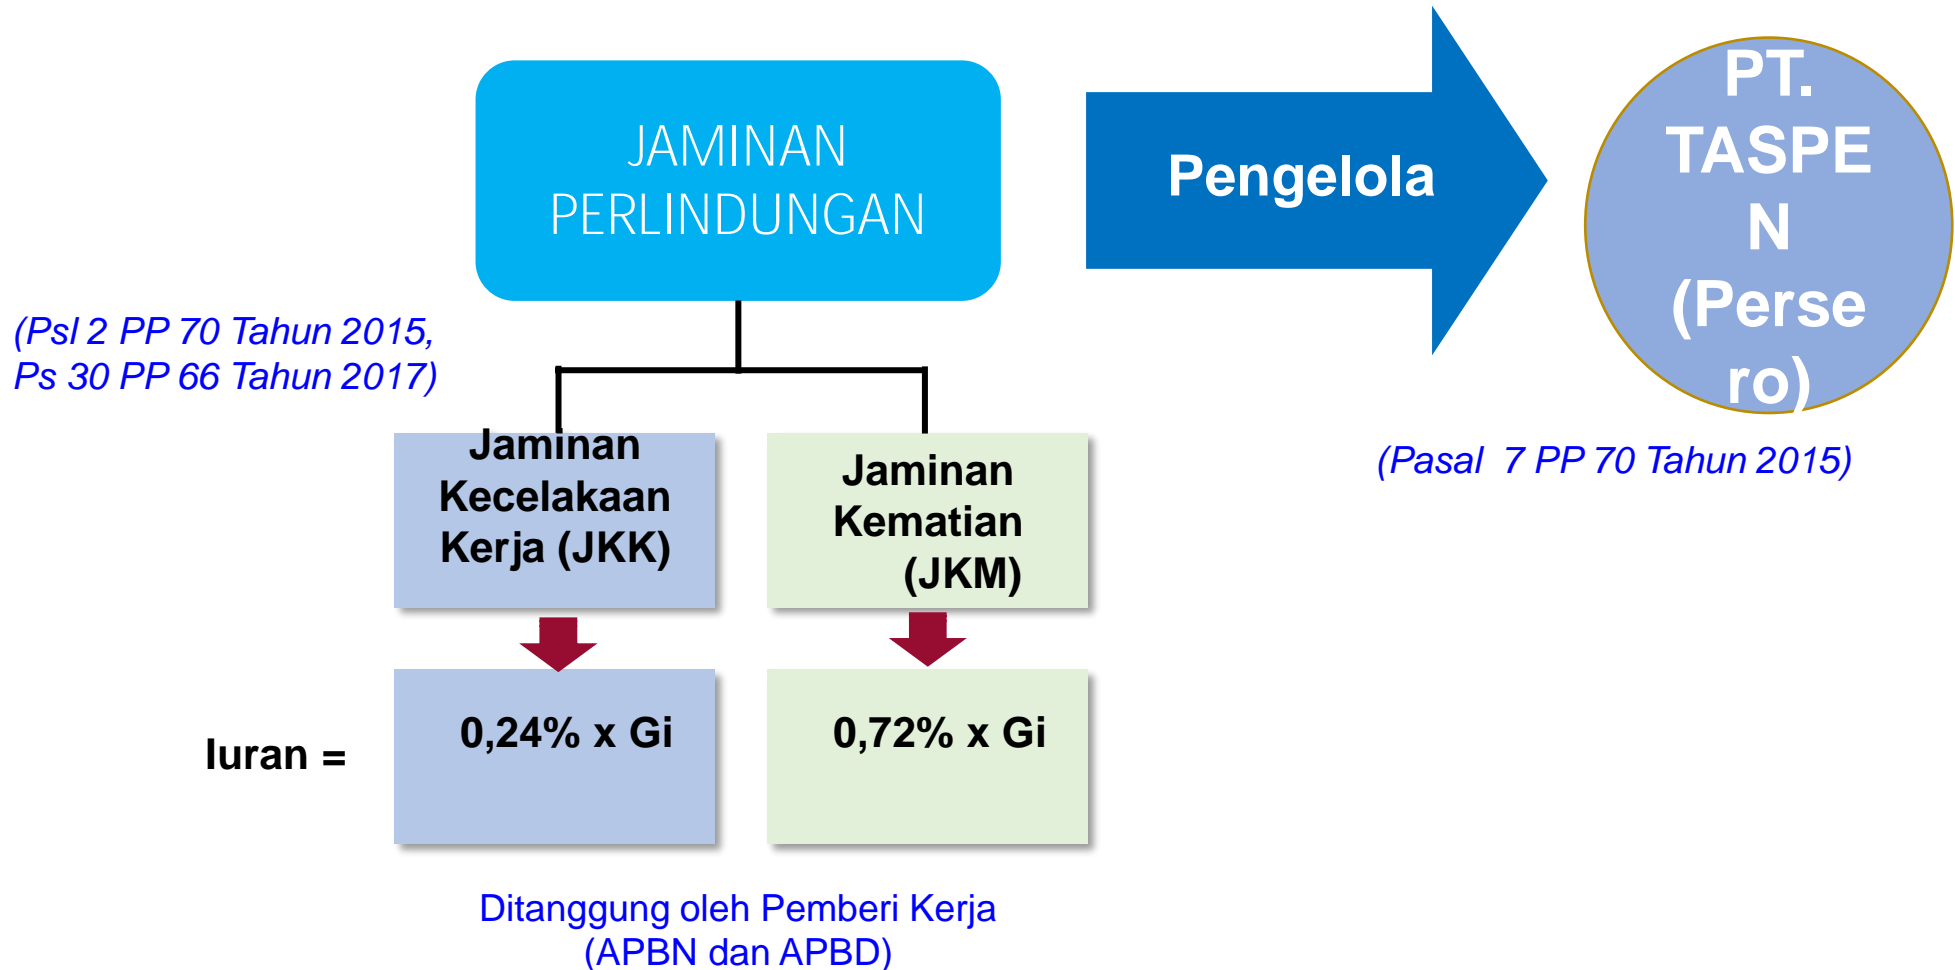 JAMINAN
PERLINDUNGAN
Pengelola
PT.
TASPE
N
(Perse
ro)
(Psl 2 PP 70 Tahun 2015,
Ps 30 PP 66 Tahun 2017)
(Pasal 7 PP 70 Tahun 2015)
Jaminan
Kecelakaan
Kerja (JKK)
Jaminan
Kematian
(JKM)
Iuran =
0,24% x Gi
0,72% x Gi
Ditanggung oleh Pemberi Kerja
(APBN dan APBD)